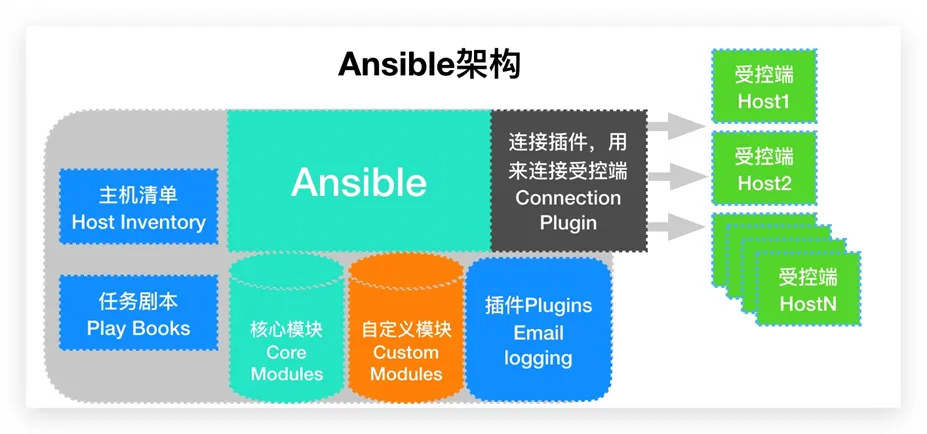 Ansible架构
主机清单
Host Inventory
任务剧本
Play Books
Ansible
连接插件，用
来连接受控端
Connection
Plugin
核心模块
Core
Modules
自定义模块
Custom
Modules
插件Plugins
Email
logging
受控端
Host1
受控端
Host2
受控端
HostN